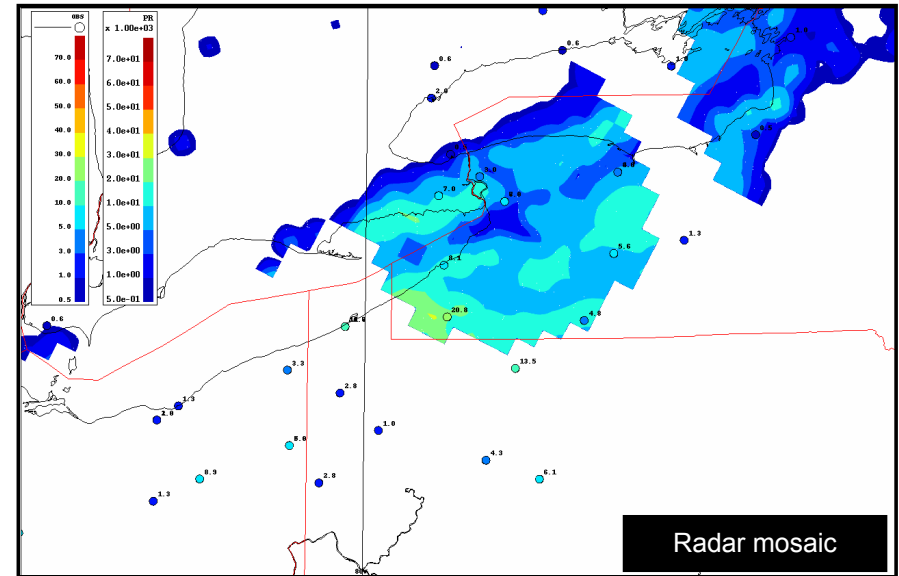 OBS PR
x 1.00e+03
70.0 7.0e+01
60.0 6.0e+01
50.0 5.0e+01
40.0 4.0e+01
30.0 3.0e+01
20.0 2.0e+01
10.0 1.0e+01
5.0 5.0e+00
3.0 3.0e+00
1.0 1.0e+00
0.5 5.0e-01
0.6
0.6
2.0
1.0
7.0
1.3
8.1
5.6
20.8
4.8
0.6
13.5
3.3
2.8
1.3
1.0
4.3
8.9
2.8
6.1
1.3
Radar mosaic